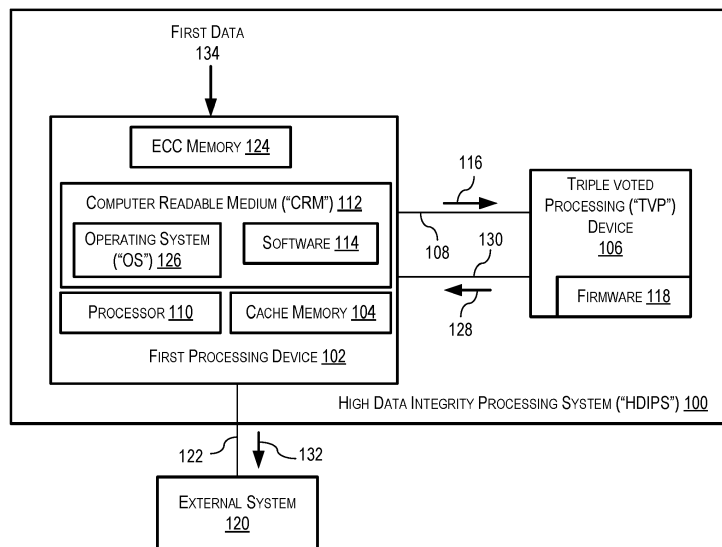 FIRST DATA
134
ECC MEMORY 124
COMPUTER READABLE MEDIUM ("CRM") 112
OPERATING SYSTEM
("OS") 126
SOFTWARE 114
PROCESSOR 110
CACHE MEMORY 104
FIRST PROCESSING DEVICE 102
116
108
130
128
TRIPLE VOTED
PROCESSING ("TVP")
DEVICE
106
FIRMWARE 118
HIGH DATA INTEGRITY PROCESSING SYSTEM ("HDIPS") 100
122
132
EXTERNAL SYSTEM
120